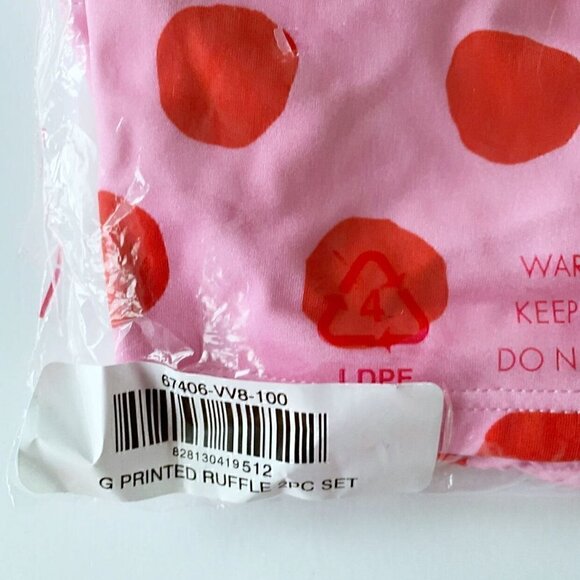 WAR
KEEP
DO N
4
LDPE
67406-VV8-100
828130419512
G PRINTED RUFFLE 2PC SET